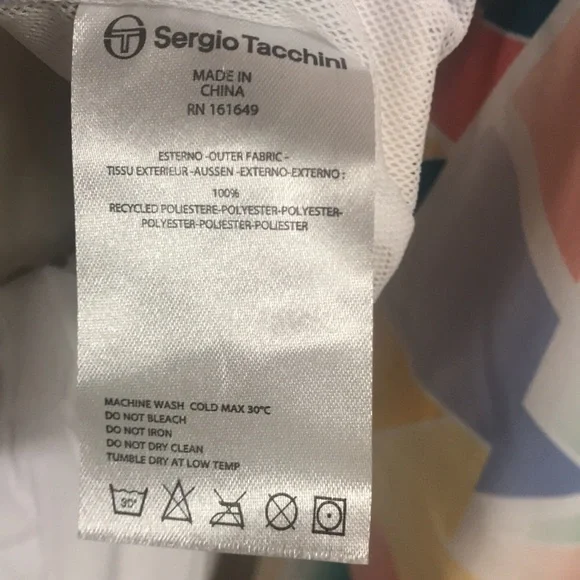 Sergio Tacchini
MADE IN
CHINA
RN 161649
ESTERNO -OUTER FABRIC -
TISSU EXTERIEUR -AUSSEN -EXTERNO-EXTERNO :
100%
RECYCLED POLIESTERE-POLYESTER-POLYESTER-
POLYESTER-POLIESTER-POLIESTER
MACHINE WASH COLD MAX 30°C
DO NOT BLEACH
DO NOT IRON
DO NOT DRY CLEAN
TUMBLE DRY AT LOW TEMP
30°